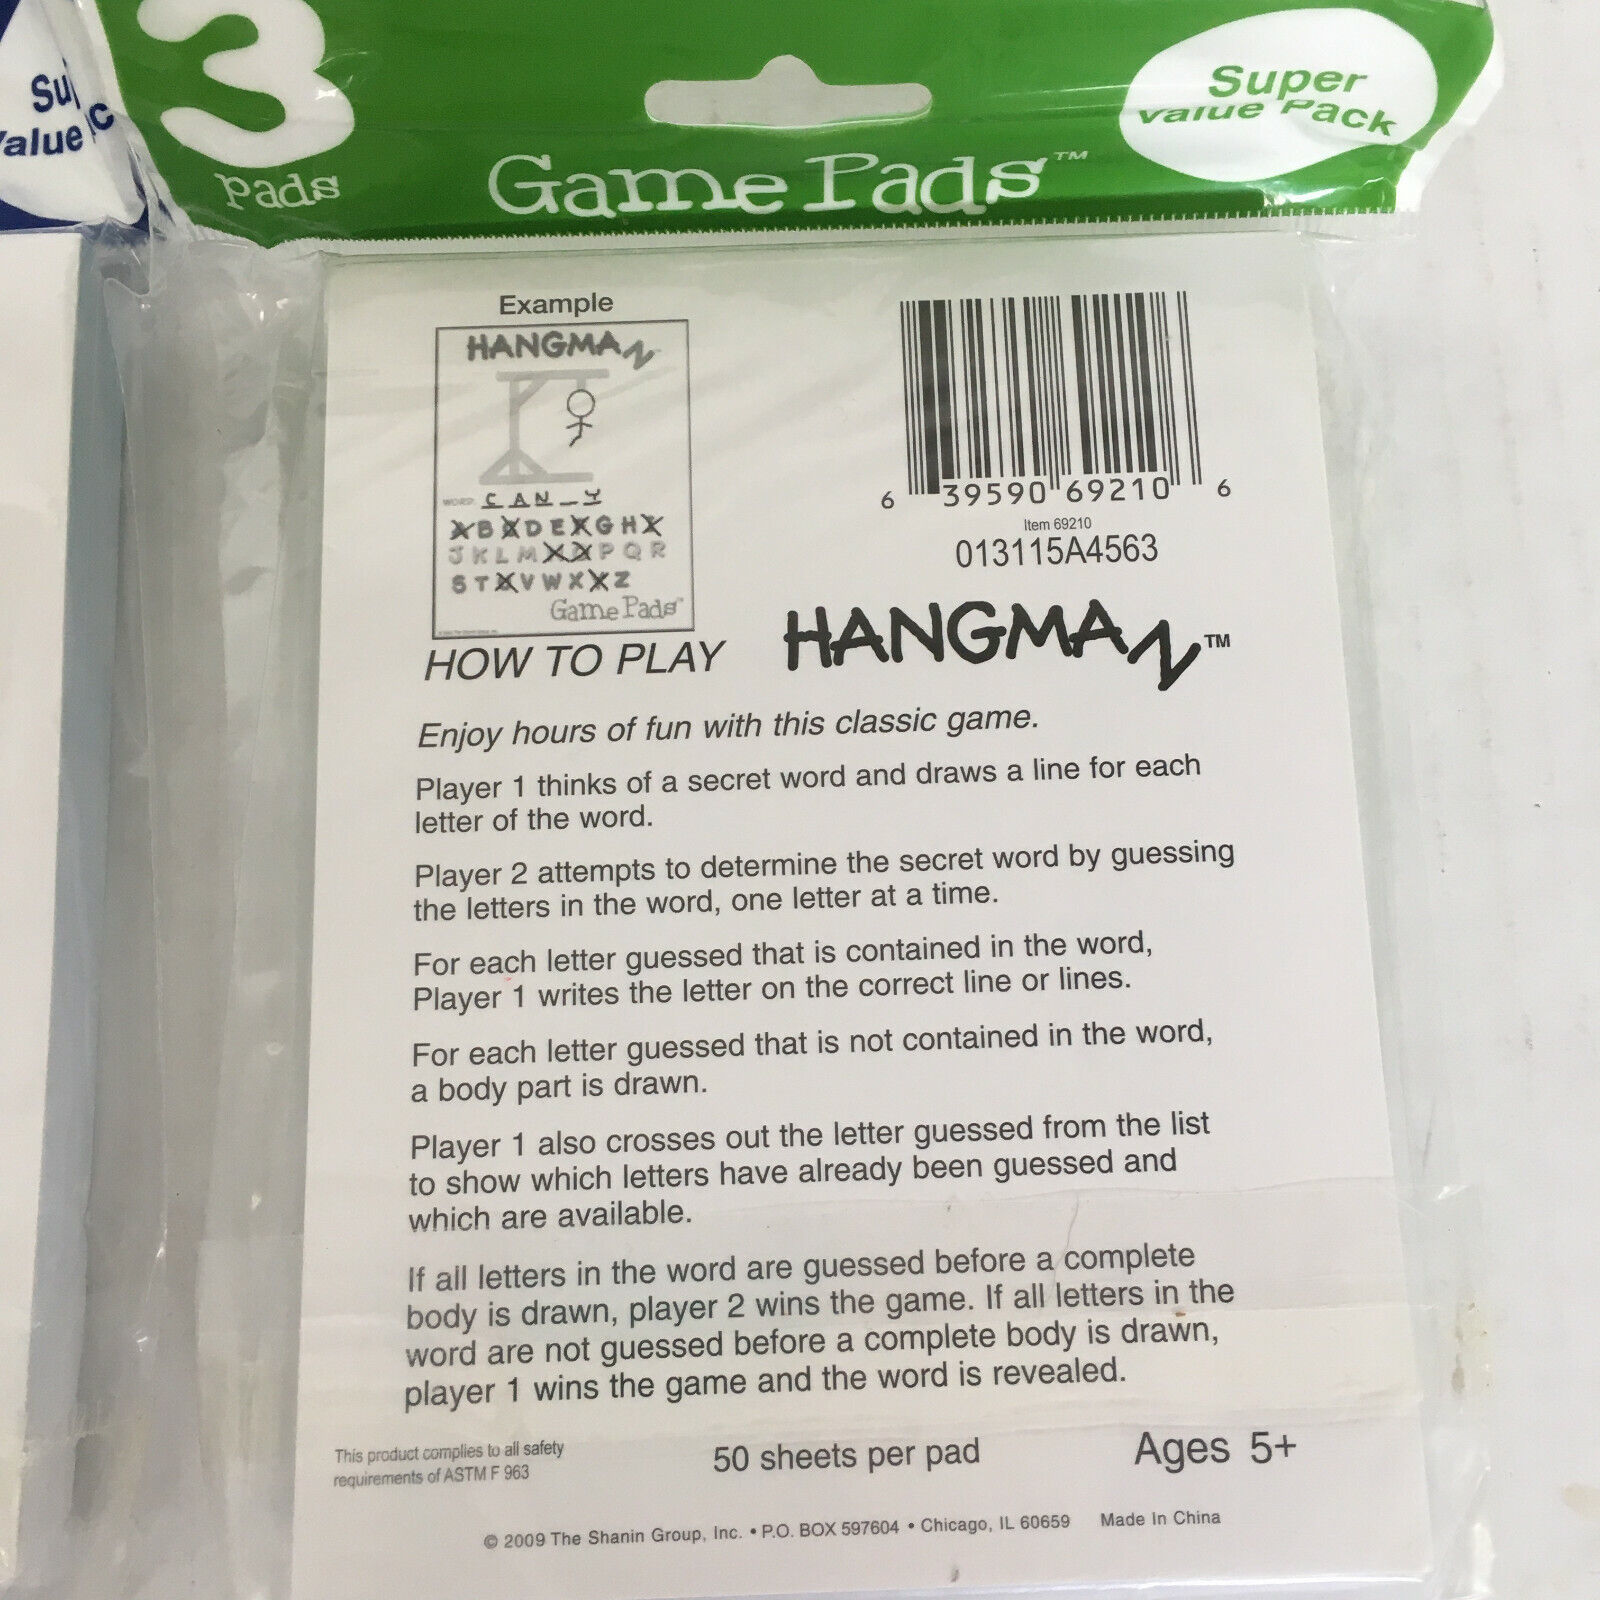 Su
Value
c
3
Pads
Super
Value Pack
Game Pads™
Example
HANGMAN
WORD: C A N _ Y
A B C D E F G H I
J K L M N O P Q R
S T U V W X Y Z
Game Pads™
6 39590 69210 6
Item 69210
013115A4563
HOW TO PLAY
HANGMAN™
Enjoy hours of fun with this classic game.
Player 1 thinks of a secret word and draws a line for each
letter of the word.
Player 2 attempts to determine the secret word by guessing
the letters in the word, one letter at a time.
For each letter guessed that is contained in the word,
Player 1 writes the letter on the correct line or lines.
For each letter guessed that is not contained in the word,
a body part is drawn.
Player 1 also crosses out the letter guessed from the list
to show which letters have already been guessed and
which are available.
If all letters in the word are guessed before a complete
body is drawn, player 2 wins the game. If all letters in the
word are not guessed before a complete body is drawn,
player 1 wins the game and the word is revealed.
This product complies to all safety
requirements of ASTM F 963
50 sheets per pad
Ages 5+
© 2009 The Shanin Group, Inc. • P.O. BOX 597604 • Chicago, IL 60659 Made In China